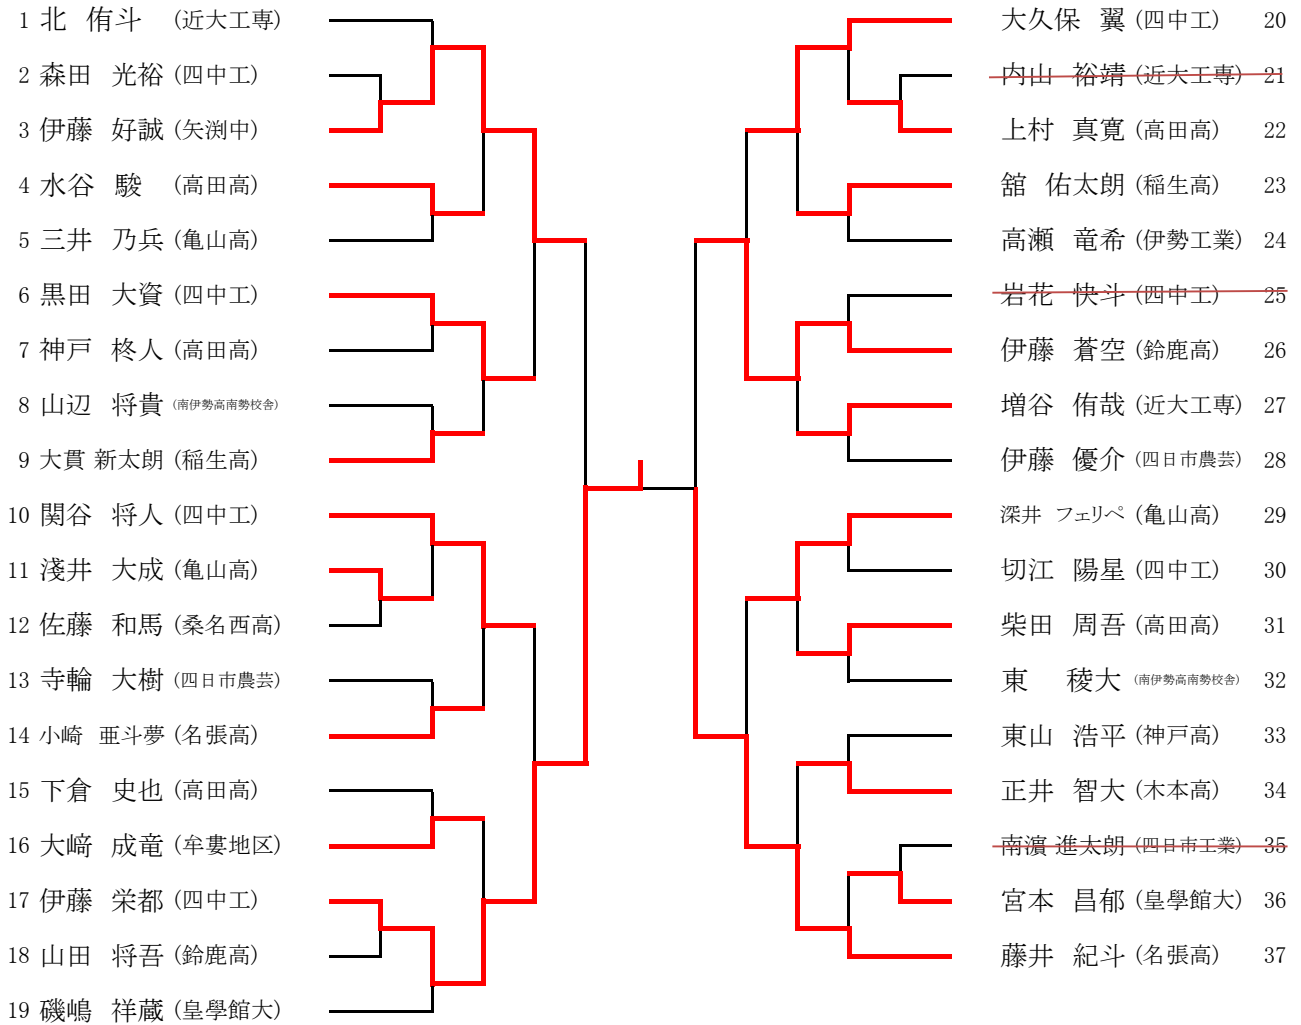 1 北 侑斗 (近大工専)
2 森田 光裕 (四中工)
3 伊藤 好誠 (矢渕中)
4 水谷 駿 (高田高)
5 三井 乃兵 (亀山高)
6 黒田 大資 (四中工)
7 神戸 柊人 (高田高)
8 山辺 将貴 (南伊勢高南勢校舎)
9 大貫 新太朗 (稲生高)
10 関谷 将人 (四中工)
11 淺井 大成 (亀山高)
12 佐藤 和馬 (桑名西高)
13 寺輪 大樹 (四日市農芸)
14 小崎 亜斗夢 (名張高)
15 下倉 史也 (高田高)
16 大﨑 成竜 (牟婁地区)
17 伊藤 栄都 (四中工)
18 山田 将吾 (鈴鹿高)
19 磯嶋 祥蔵 (皇學館大)
大久保 翼 (四中工) 20
内山 裕靖 (近大工専) 21
上村 真寛 (高田高) 22
舘 佑太朗 (稲生高) 23
高瀬 竜希 (伊勢工業) 24
岩花 快斗 (四中工) 25
伊藤 蒼空 (鈴鹿高) 26
増谷 侑哉 (近大工専) 27
伊藤 優介 (四日市農芸) 28
深井 フェリペ (亀山高) 29
切江 陽星 (四中工) 30
柴田 周吾 (高田高) 31
東 稜大 (南伊勢高南勢校舎) 32
東山 浩平 (神戸高) 33
正井 智大 (木本高) 34
南濵 進太朗 (四日市工業) 35
宮本 昌郁 (皇學館大) 36
藤井 紀斗 (名張高) 37